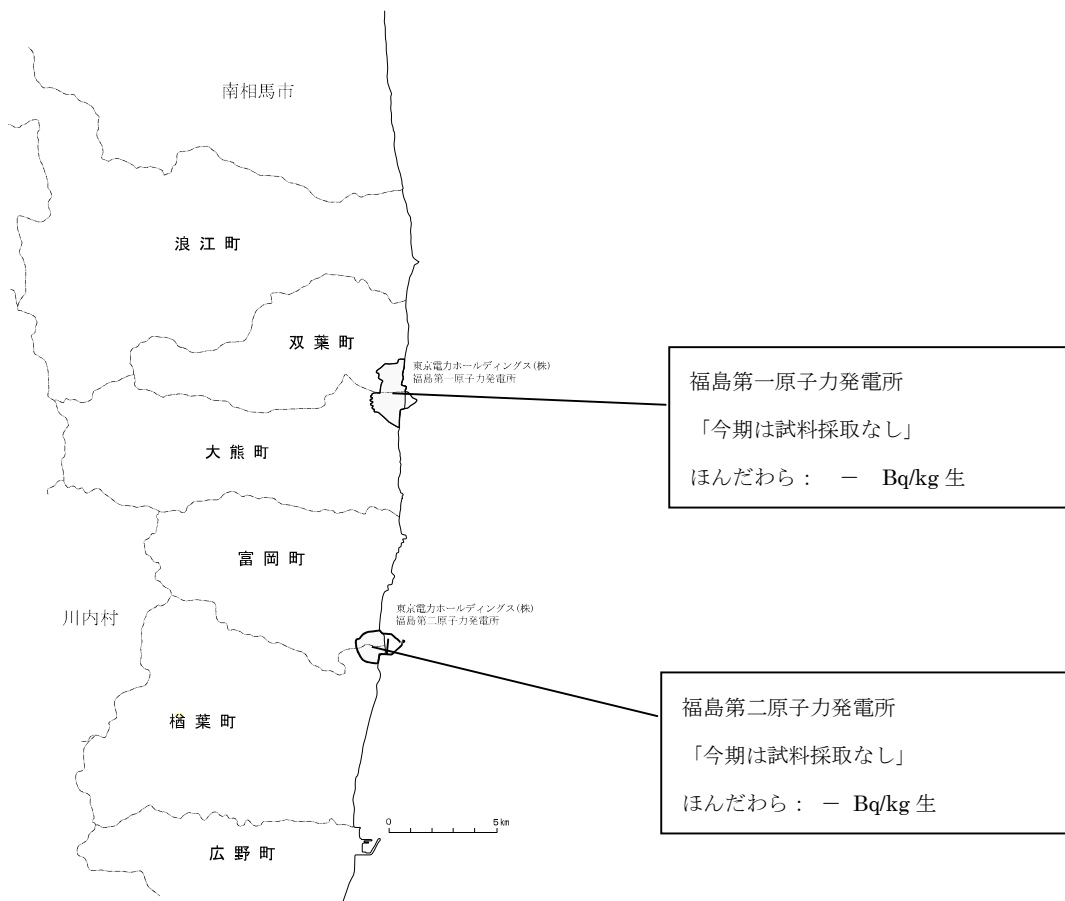 南相馬市
浪江町
双葉町
東京電力ホールディングス(株)
福島第一原子力発電所
福島第一原子力発電所
「今期は試料採取なし」
ほんだわら： － Bq/kg 生
大熊町
富岡町
川内村
東京電力ホールディングス(株)
福島第二原子力発電所
福島第二原子力発電所
「今期は試料採取なし」
ほんだわら： － Bq/kg 生
楢葉町
0 5km
広野町